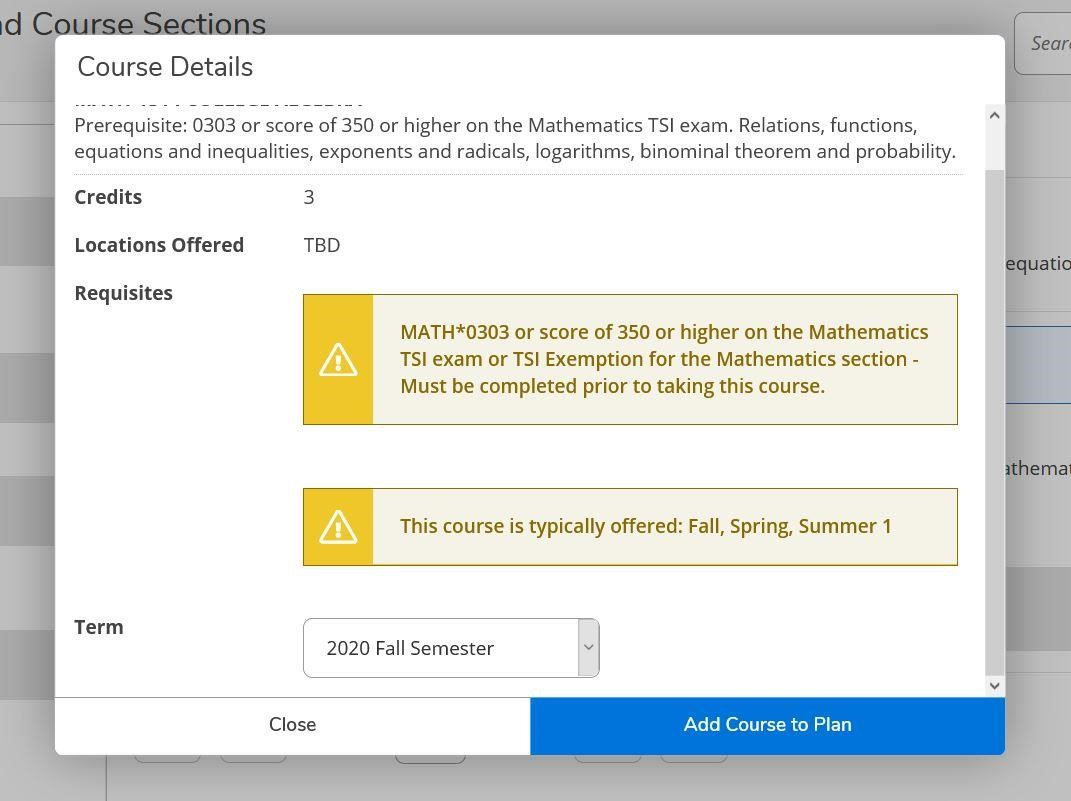 nd Course Sections
Sear
Course Details
Prerequisite: 0303 or score of 350 or higher on the Mathematics TSI exam. Relations, functions,
equations and inequalities, exponents and radicals, logarithms, binominal theorem and probability.
Credits
3
Locations Offered
TBD
equatio
Requisites
MATH*0303 or score of 350 or higher on the Mathematics
TSI exam or TSI Exemption for the Mathematics section -
Must be completed prior to taking this course.
athemat
This course is typically offered: Fall, Spring, Summer 1
Term
2020 Fall Semester
Close
Add Course to Plan